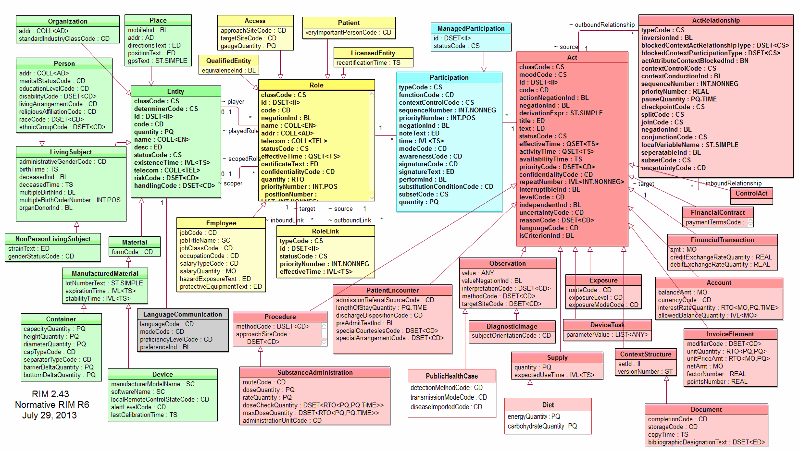 Organization
addr : COLL<AD>
standardIndustryClassCode : CD
Place
mobileInd : BL
addr : AD
directionsText : ED
positionText : ED
gpsText : ST.SIMPLE
Access
approachSiteCode : CD
targetSiteCode : CD
gaugeQuantity : PQ
Patient
veryImportantPersonCode : CD
LicensedEntity
recertificationTime : TS
QualifiedEntity
equivalenceInd : BL
ManagedParticipation
id : DSET<II>
statusCode : CS
~ outboundRelationship
~ source
ActRelationship
typeCode : CS
inversionInd : BL
blockedContextActRelationshipType : DSET<CS>
blockedContextParticipationType : DSET<CS>
actAttributeContextBlockedInd : BN
contextControlCode : CS
contextConductionInd : BL
sequenceNumber : INT.NONNEG
priorityNumber : REAL
pauseQuantity : PQ.TIME
checkpointCode : CS
splitCode : CS
joinCode : CS
negationInd : BL
conjunctionCode : CS
localVariableName : ST.SIMPLE
seperatableInd : BL
subsetCode : CS
uncertaintyCode : CD
Person
addr : COLL<AD>
maritalStatusCode : CD
educationLevelCode : CD
disabilityCode : DSET<CD>
livingArrangementCode : CD
religiousAffiliationCode : CD
raceCode : DSET<CD>
ethnicGroupCode : DSET<CD>
Entity
classCode : CS
determinerCode : CS
id : DSET<II>
code : CD
quantity : PQ
name : COLL<EN>
desc : ED
statusCode : CS
existenceTime : IVL<TS>
telecom : COLL<TEL>
riskCode : DSET<CD>
handlingCode : DSET<CD>
player
~ playedRole
~ scopedRole
~ scoper
Role
classCode : CS
id : DSET<II>
code : CD
negationInd : BL
name : COLL<EN>
addr : COLL<AD>
telecom : COLL<TEL>
statusCode : CS
effectiveTime : QSET<TS>
certificateText : ED
confidentialityCode : CD
quantity : RTO
priorityNumber : INT.POS
positionNumber :
LIST<INT.NONNEG>
Participation
typeCode : CS
functionCode : CD
contextControlCode : CS
sequenceNumber : INT.NONNEG
priorityNumber : INT.POS
negationInd : BL
noteText : ED
time : IVL<TS>
modeCode : CD
awarenessCode : CD
signatureCode : CD
signatureText : ED
performInd : BL
substitutionConditionCode : CD
subsetCode : CS
quantity : PQ
Act
classCode : CS
moodCode : CS
id : DSET<II>
code : CD
actionNegationInd : BL
negationInd : BL
derivationExpr : ST.SIMPLE
title : ED
text : ED
statusCode : CS
effectiveTime : QSET<TS>
activityTime : QSET<TS>
availabilityTime : TS
priorityCode : DSET<CD>
confidentialityCode : CD
repeatNumber : IVL<INT.NONNEG>
interruptibleInd : BL
levelCode : CD
independentInd : BL
uncertaintyCode : CD
reasonCode : DSET<CD>
languageCode : CD
isCriterionInd : BL
~ target
~ inboundRelationship
ControlAct
FinancialContract
paymentTermsCode : CD
FinancialTransaction
amt : MO
creditExchangeRateQuantity : REAL
debitExchangeRateQuantity : REAL
LivingSubject
administrativeGenderCode : CD
birthTime : TS
deceasedInd : BL
deceasedTime : TS
multipleBirthInd : BL
multipleBirthOrderNumber : INT.POS
organDonorInd : BL
NonPersonLivingSubject
strainText : ED
genderStatusCode : CD
Material
formCode : CD
ManufacturedMaterial
lotNumberText : ST.SIMPLE
expirationTime : IVL<TS>
stabilityTime : IVL<TS>
Employee
jobCode : CD
jobTitleName : SC
jobClassCode : CD
occupationCode : CD
salaryTypeCode : CD
salaryQuantity : MO
hazardExposureText : ED
protectiveEquipmentText : ED
~ inboundLink
~ target
~ source
~ outboundLink
RoleLink
typeCode : CS
id : DSET<II>
statusCode : CS
priorityNumber : INT.NONNEG
effectiveTime : IVL<TS>
Observation
value : ANY
valueNegationInd : BL
interpretationCode : DSET<CD>
methodCode : DSET<CD>
targetSiteCode : DSET<CD>
Exposure
routeCode : CD
exposureLevel : CD
exposureModeCode : CD
Account
balanceAmt : MO
currencyCode : CD
interestRateQuantity : RTO<MO,PQ.TIME>
allowedBalanceQuantity : IVL<MO>
PatientEncounter
admissionReferralSourceCode : CD
lengthOfStayQuantity : PQ.TIME
dischargeDispositionCode : CD
preAdmitTestInd : BL
specialCourtesiesCode : DSET<CD>
specialArrangementCode : DSET<CD>
DiagnosticImage
subjectOrientationCode : CD
DeviceTask
parameterValue : LIST<ANY>
InvoiceElement
modifierCode : DSET<CD>
unitQuantity : RTO<PQ,PQ>
unitPriceAmt : RTO<MO,PQ>
netAmt : MO
factorNumber : REAL
pointsNumber : REAL
Container
capacityQuantity : PQ
heightQuantity : PQ
diameterQuantity : PQ
capTypeCode : CD
separatorTypeCode : CD
barrierDeltaQuantity : PQ
bottomDeltaQuantity : PQ
LanguageCommunication
languageCode : CD
modeCode : CD
proficiencyLevelCode : CD
preferenceInd : BL
Procedure
methodCode : DSET<CD>
approachSiteCode :
DSET<CD>
Supply
quantity : PQ
expectedUseTime : IVL<TS>
ContextStructure
setId : II
versionNumber : ST
Device
manufacturerModelName : SC
softwareName : SC
localRemoteControlStateCode : CD
alertLevelCode : CD
lastCalibrationTime : TS
SubstanceAdministration
routeCode : CD
doseQuantity : PQ
rateQuantity : PQ
doseCheckQuantity : DSET<RTO<PQ,PQ.TIME>>
maxDoseQuantity : DSET<RTO<PQ,PQ.TIME>>
administrationUnitCode : CD
PublicHealthCase
detectionMethodCode : CD
transmissionModeCode : CD
diseaseImportedCode : CD
Diet
energyQuantity : PQ
carbohydrateQuantity : PQ
Document
completionCode : CD
storageCode : CD
copyTime : TS
bibliographicDesignationText : DSET<ED>
RIM 2.43
Normative RIM R6
July 29, 2013